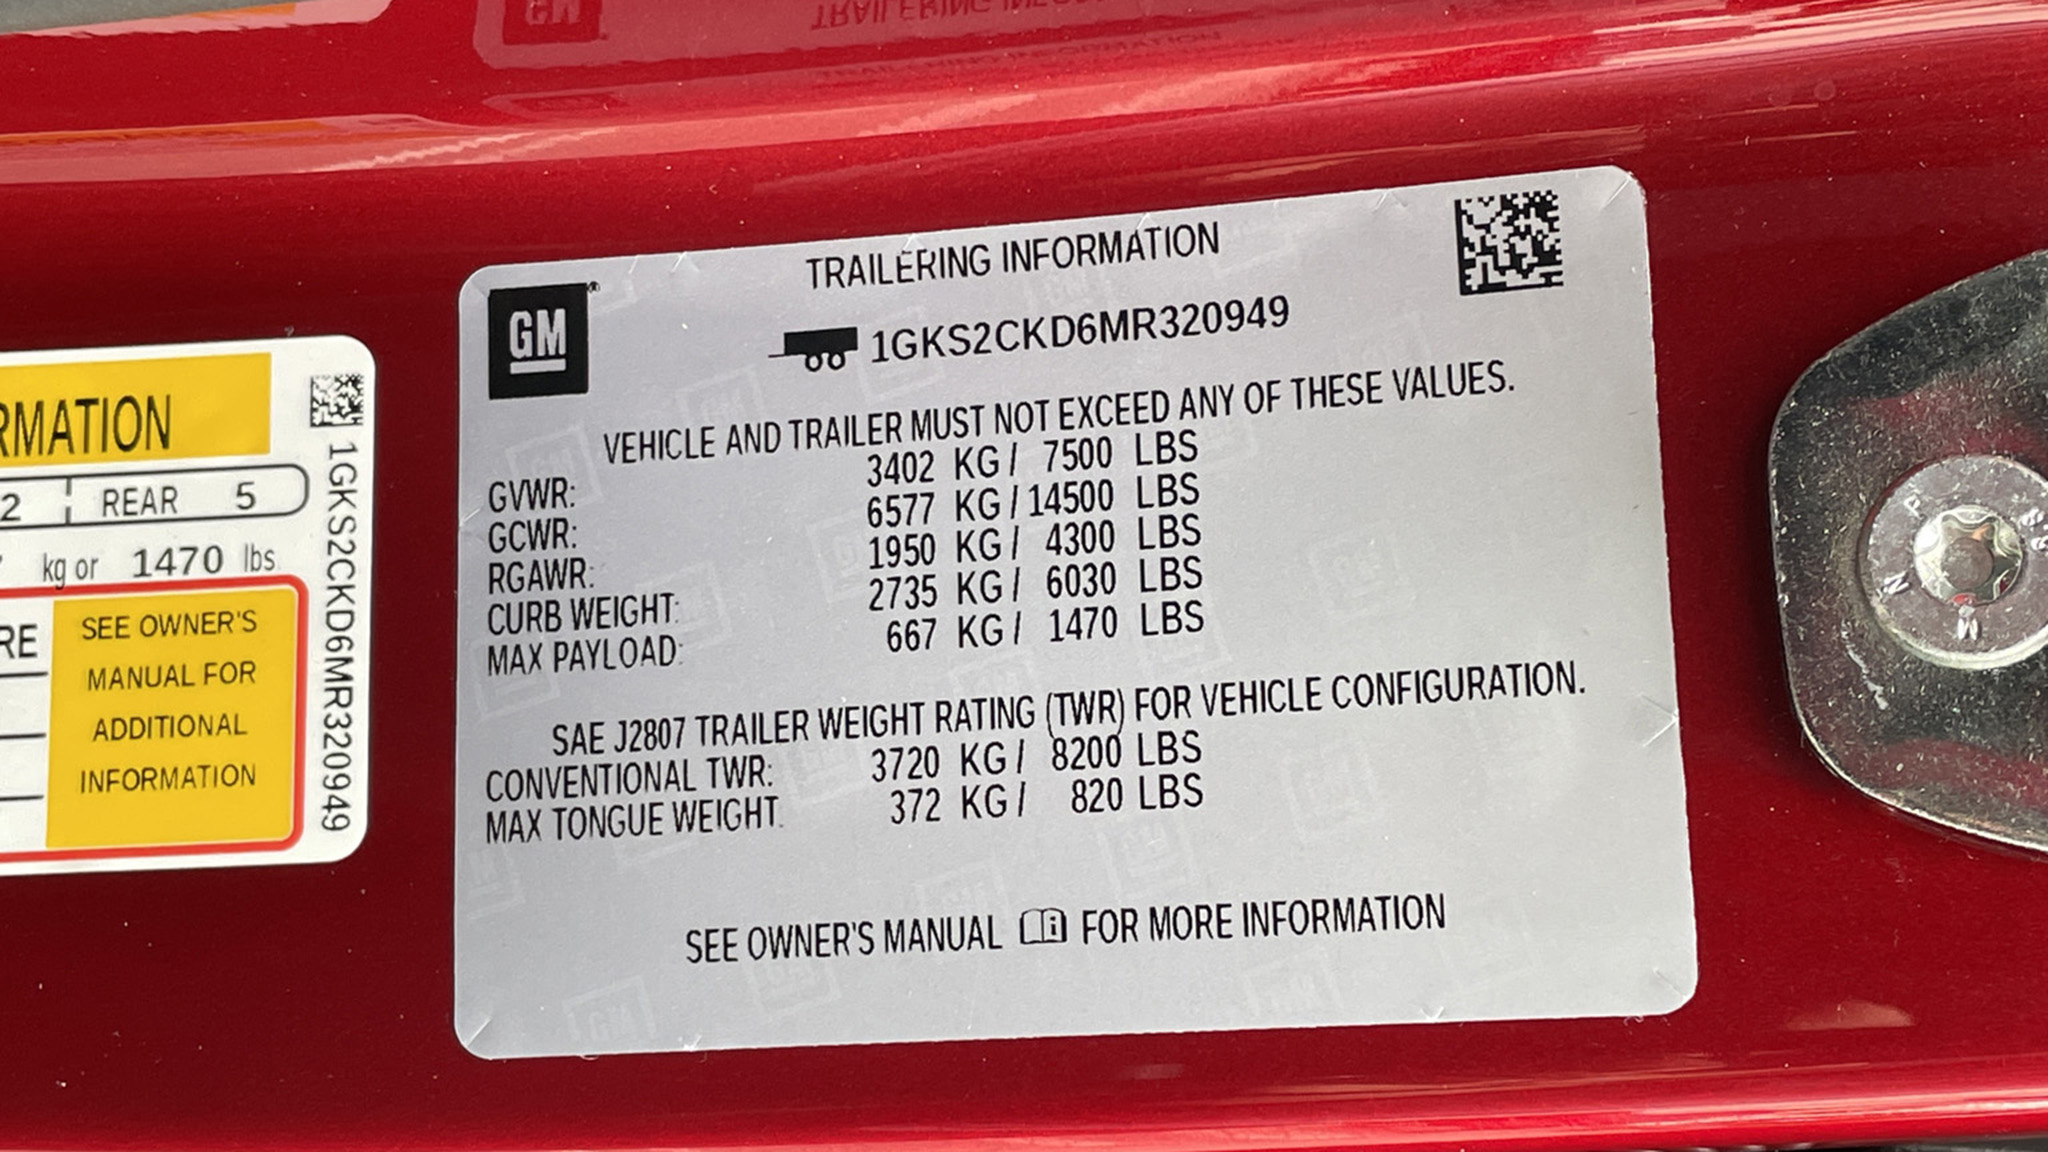 RMATION
2 REAR 5
kg or 1470 lbs
RE
SEE OWNER'S
MANUAL FOR
ADDITIONAL
INFORMATION
1GKS2CKD6MR320949
GM
TRAILERING INFORMATION
1GKS2CKD6MR320949
VEHICLE AND TRAILER MUST NOT EXCEED ANY OF THESE VALUES.
GVWR: 3402 KG / 7500 LBS
GCWR: 6577 KG / 14500 LBS
RGAWR: 1950 KG / 4300 LBS
CURB WEIGHT: 2735 KG / 6030 LBS
MAX PAYLOAD: 667 KG / 1470 LBS
SAE J2807 TRAILER WEIGHT RATING (TWR) FOR VEHICLE CONFIGURATION.
CONVENTIONAL TWR: 3720 KG / 8200 LBS
MAX TONGUE WEIGHT. 372 KG / 820 LBS
SEE OWNER'S MANUAL FOR MORE INFORMATION